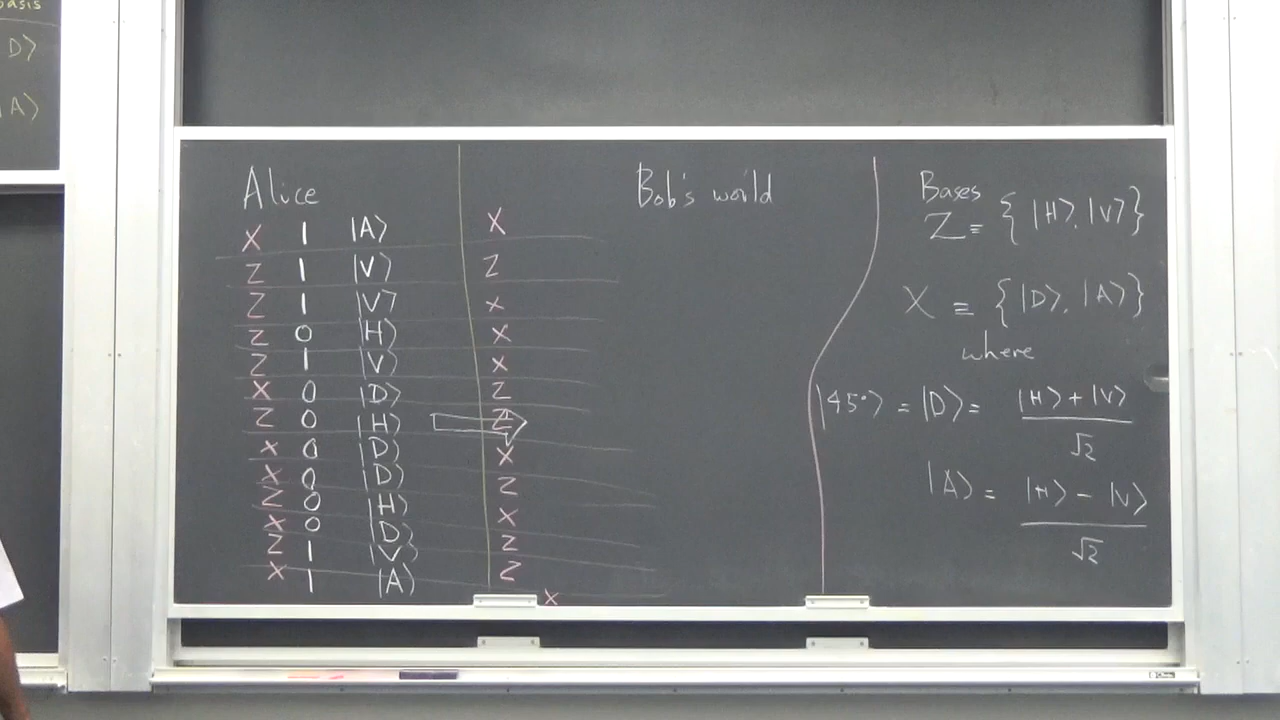 basis
D⟩
|A⟩
Alice
X 1 |A⟩ X
Z 1 |V⟩ Z
Z 1 |V⟩ X
Z 0 |H⟩ X
Z 1 |V⟩ X
X 0 |D⟩ Z
Z 0 |H⟩ Z
X 0 |D⟩ X
X 0 |D⟩ Z
Z 0 |H⟩ X
X 0 |D⟩ Z
Z 1 |V⟩ Z
X 1 |A⟩ X
Bob's world
Bases
Z ≡ { |H⟩, |V⟩ }
X ≡ { |D⟩, |A⟩ }
where
|45°⟩ = |D⟩ = |H⟩ + |V⟩ / √2
|A⟩ = |H⟩ - |V⟩ / √2